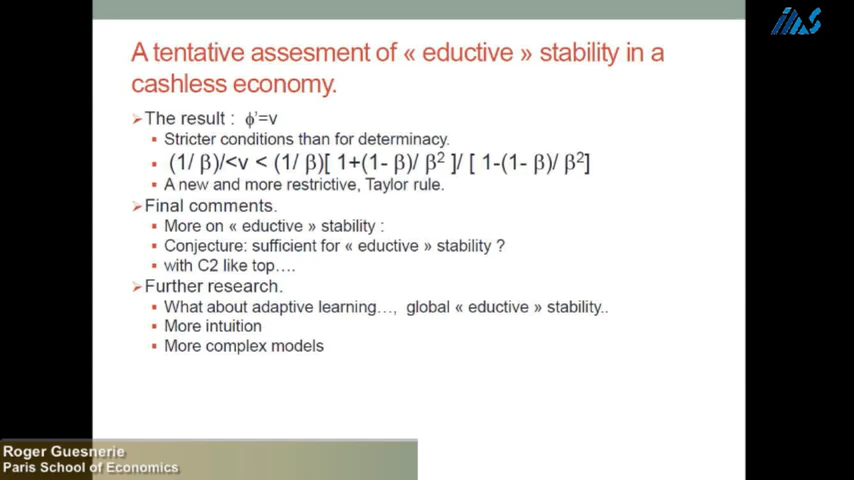 A tentative assesment of « eductive » stability in a
cashless economy.
The result : ϕ'=v
Stricter conditions than for determinacy.
(1/ β)/<v < (1/ β)[ 1+(1- β)/ β² ]/ [ 1-(1- β)/ β²]
A new and more restrictive, Taylor rule.
Final comments.
More on « eductive » stability :
Conjecture: sufficient for « eductive » stability ?
with C2 like top….
Further research.
What about adaptive learning…, global « eductive » stability..
More intuition
More complex models
Roger Guesnerie
Paris School of Economics